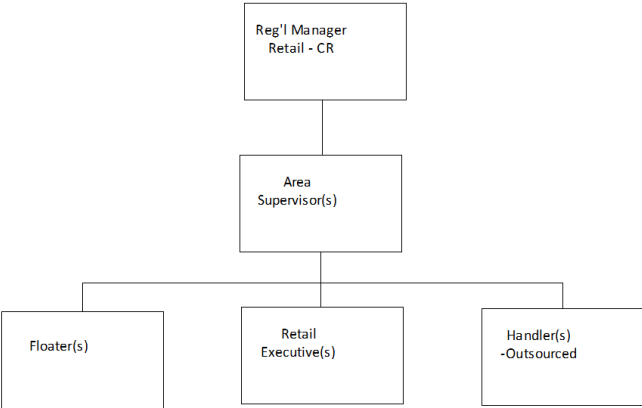 Reg'l Manager
Retail - CR
Area
Supervisor(s)
Floater(s)
Retail
Executive(s)
Handler(s)
-Outsourced